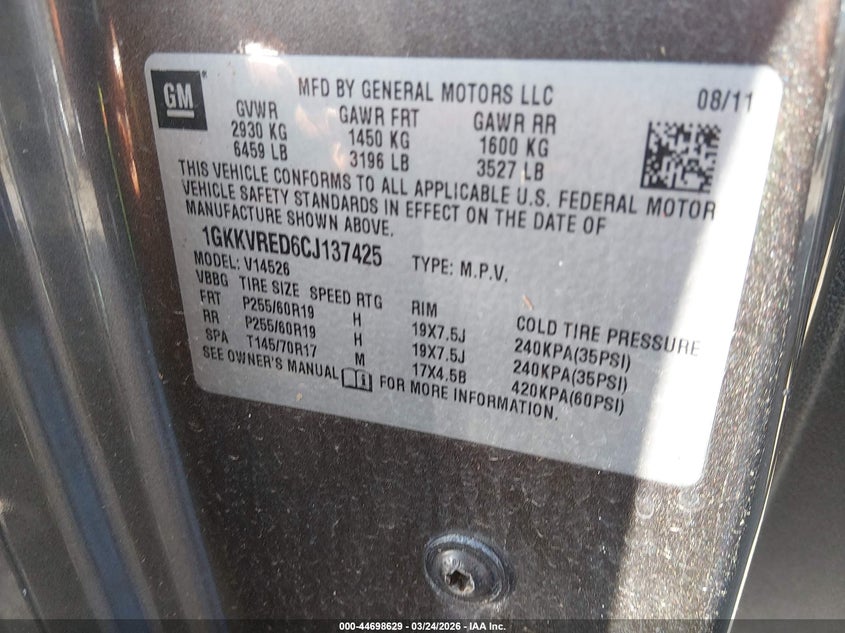 GM
MFD BY GENERAL MOTORS LLC 08/11
GVWR GAWR FRT GAWR RR
2930 KG 1450 KG 1600 KG
6459 LB 3196 LB 3527 LB
THIS VEHICLE CONFORMS TO ALL APPLICABLE U.S. FEDERAL MOTOR
VEHICLE SAFETY STANDARDS IN EFFECT ON THE DATE OF
MANUFACTURE SHOWN ABOVE.
1GKKVRED6CJ137425 TYPE: M.P.V.
MODEL: V14526
VBBG TIRE SIZE SPEED RTG RIM COLD TIRE PRESSURE
FRT P255/60R19 H 19X7.5J 240KPA(35PSI)
RR P255/60R19 H 19X7.5J 240KPA(35PSI)
SPA T145/70R17 M 17X4.5B 420KPA(60PSI)
SEE OWNER'S MANUAL FOR MORE INFORMATION.
000-44698629 - 03/24/2026 - IAA Inc.